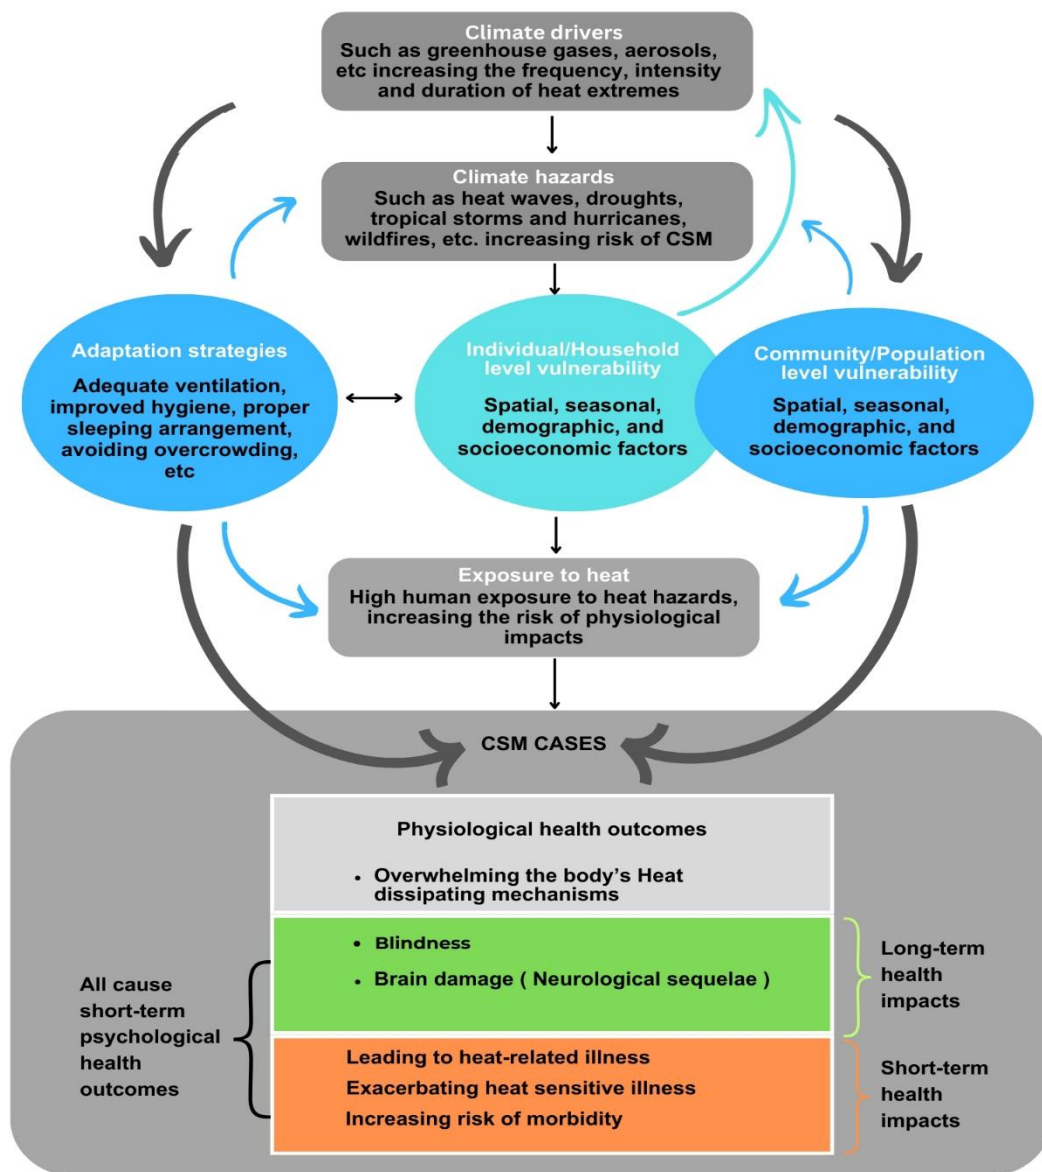 Climate drivers
Such as greenhouse gases, aerosols,
etc increasing the frequency, intensity
and duration of heat extremes
Climate hazards
Such as heat waves, droughts,
tropical storms and hurricanes,
wildfires, etc. increasing risk of CSM
Adaptation strategies
Adequate ventilation,
improved hygiene, proper
sleeping arrangement,
avoiding overcrowding,
etc
Individual/Household
level vulnerability
Spatial, seasonal,
demographic, and
socioeconomic factors
Community/Population
level vulnerability
Spatial, seasonal,
demographic, and
socioeconomic factors
Exposure to heat
High human exposure to heat hazards,
increasing the risk of physiological
impacts
CSM CASES
Physiological health outcomes
• Overwhelming the body’s Heat
dissipating mechanisms
• Blindness
• Brain damage ( Neurological sequelae )
Long-term
health
impacts
All cause
short-term
psychological
health
outcomes
Leading to heat-related illness
Exacerbating heat sensitive illness
Increasing risk of morbidity
Short-term
health
impacts